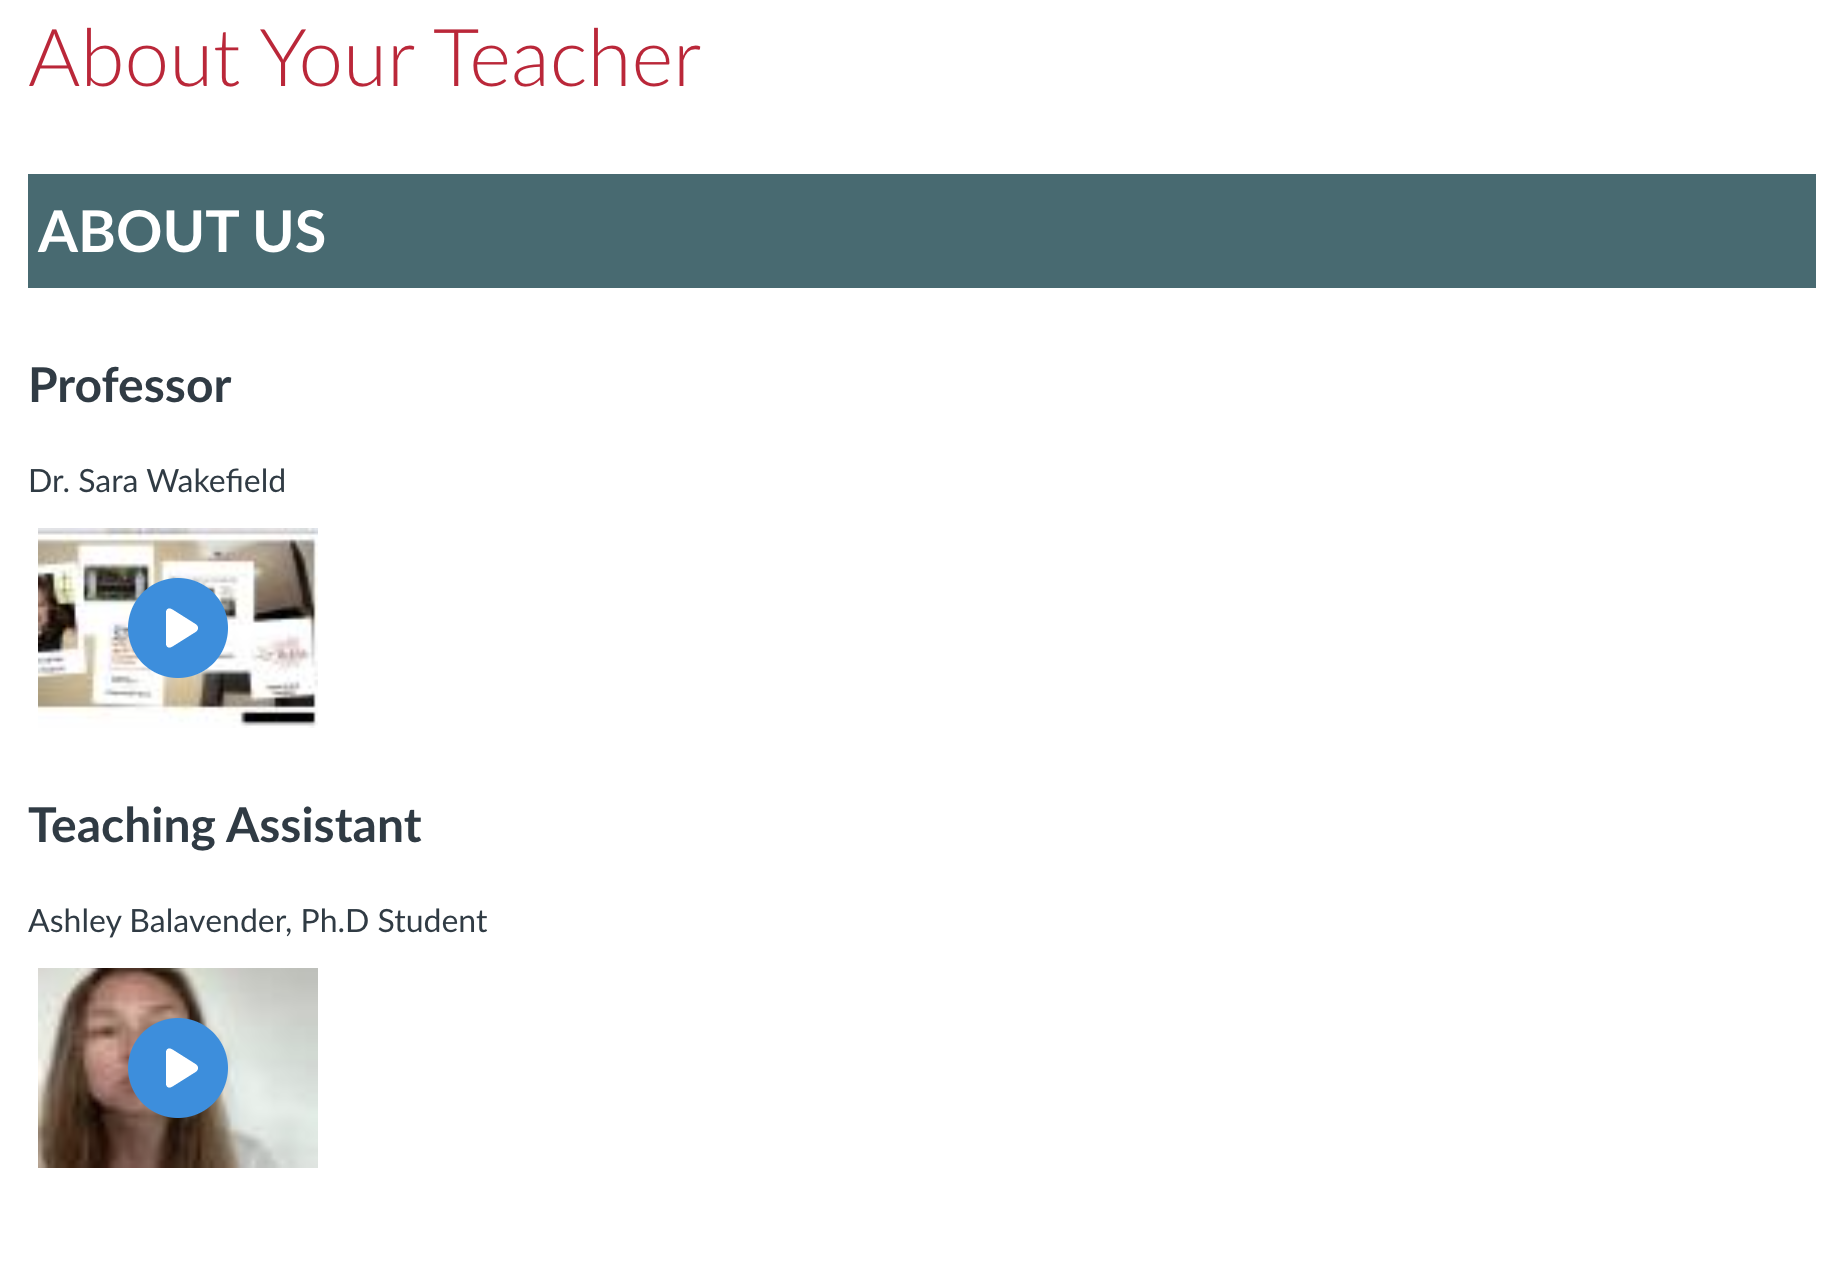 About Your Teacher
ABOUT US
Professor
Dr. Sara Wakefield
Teaching Assistant
Ashley Balavender, Ph.D Student